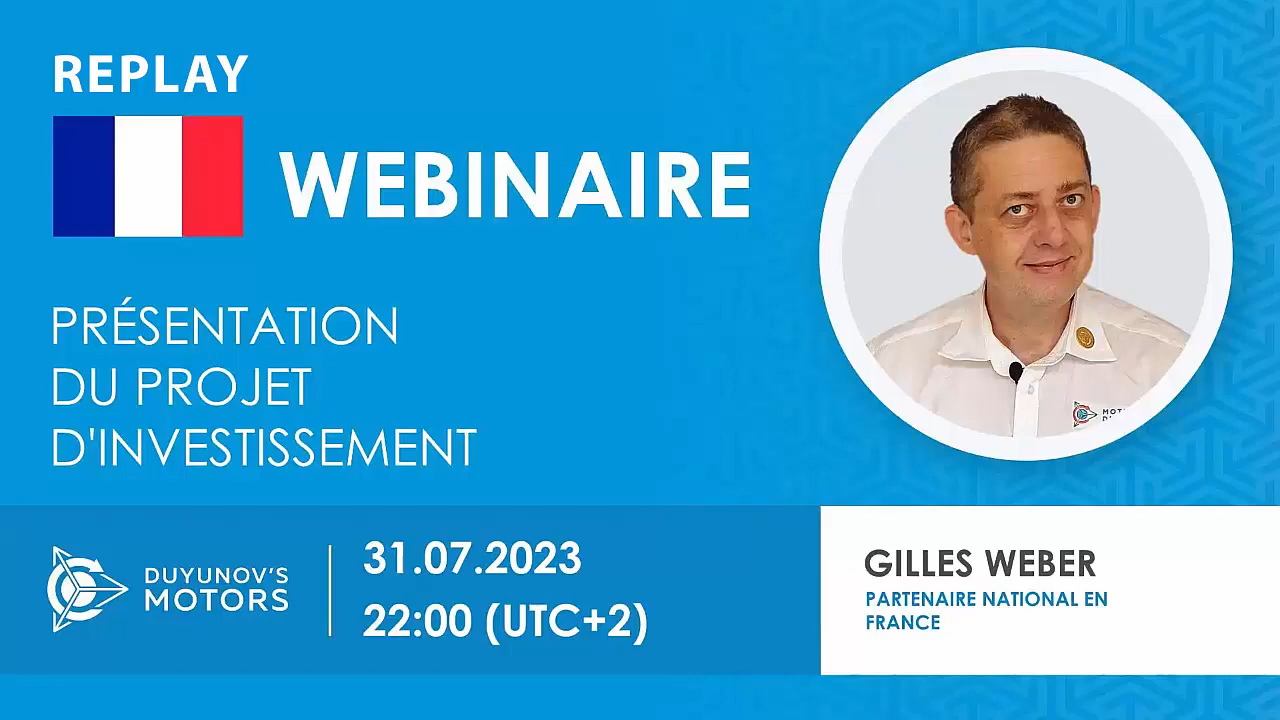 REPLAY
WEBINAIRE
PRÉSENTATION
DU PROJET
D'INVESTISSEMENT
DUYUNOV'S
MOTORS
31.07.2023
22:00 (UTC+2)
GILLES WEBER
PARTENAIRE NATIONAL EN
FRANCE